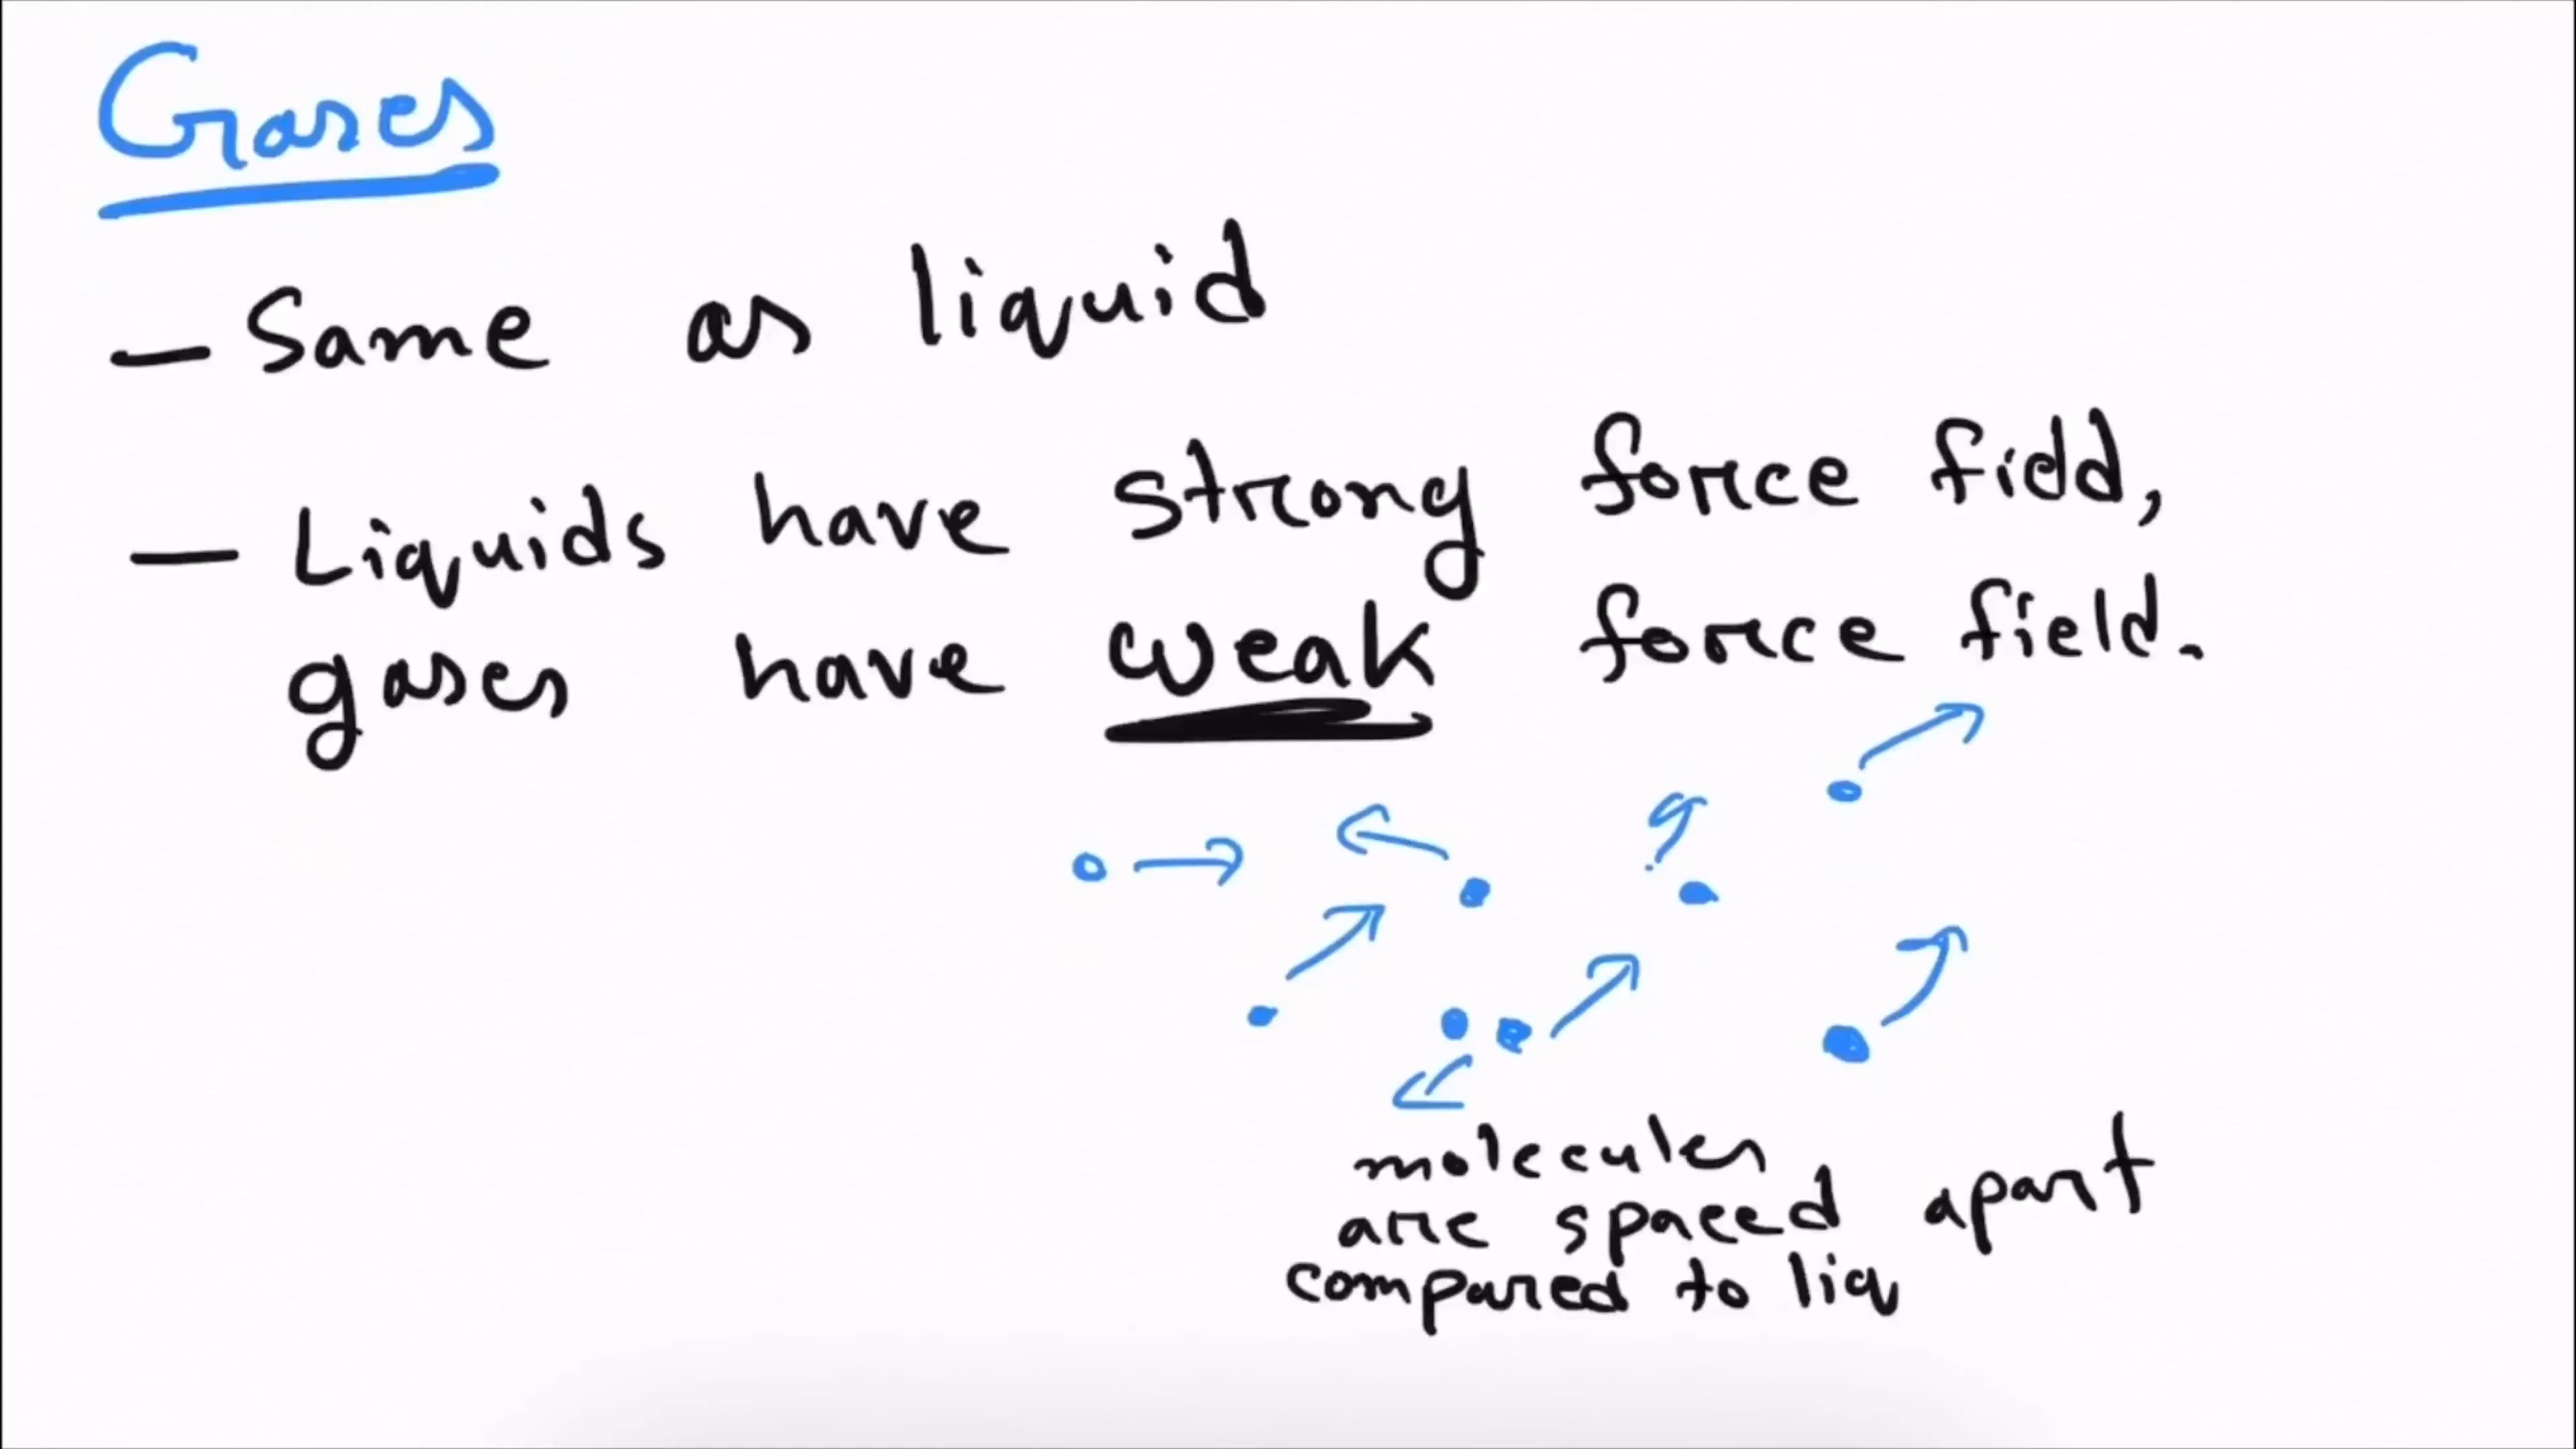 Gases
– Same as liquid
– Liquids have strong force field,
gases have weak force field.
molecules
are spaced apart
compared to liq